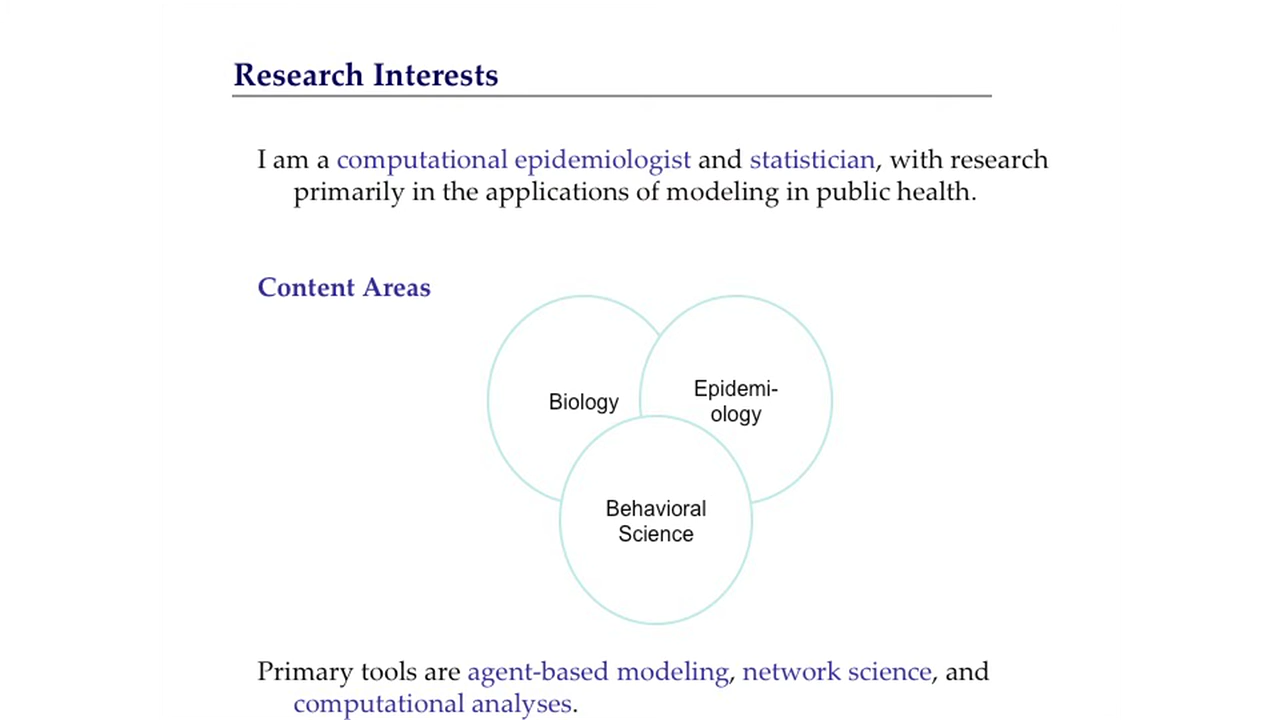 Research Interests
I am a computational epidemiologist and statistician, with research
primarily in the applications of modeling in public health.
Content Areas
Biology
Epidemi-
ology
Behavioral
Science
Primary tools are agent-based modeling, network science, and
computational analyses.